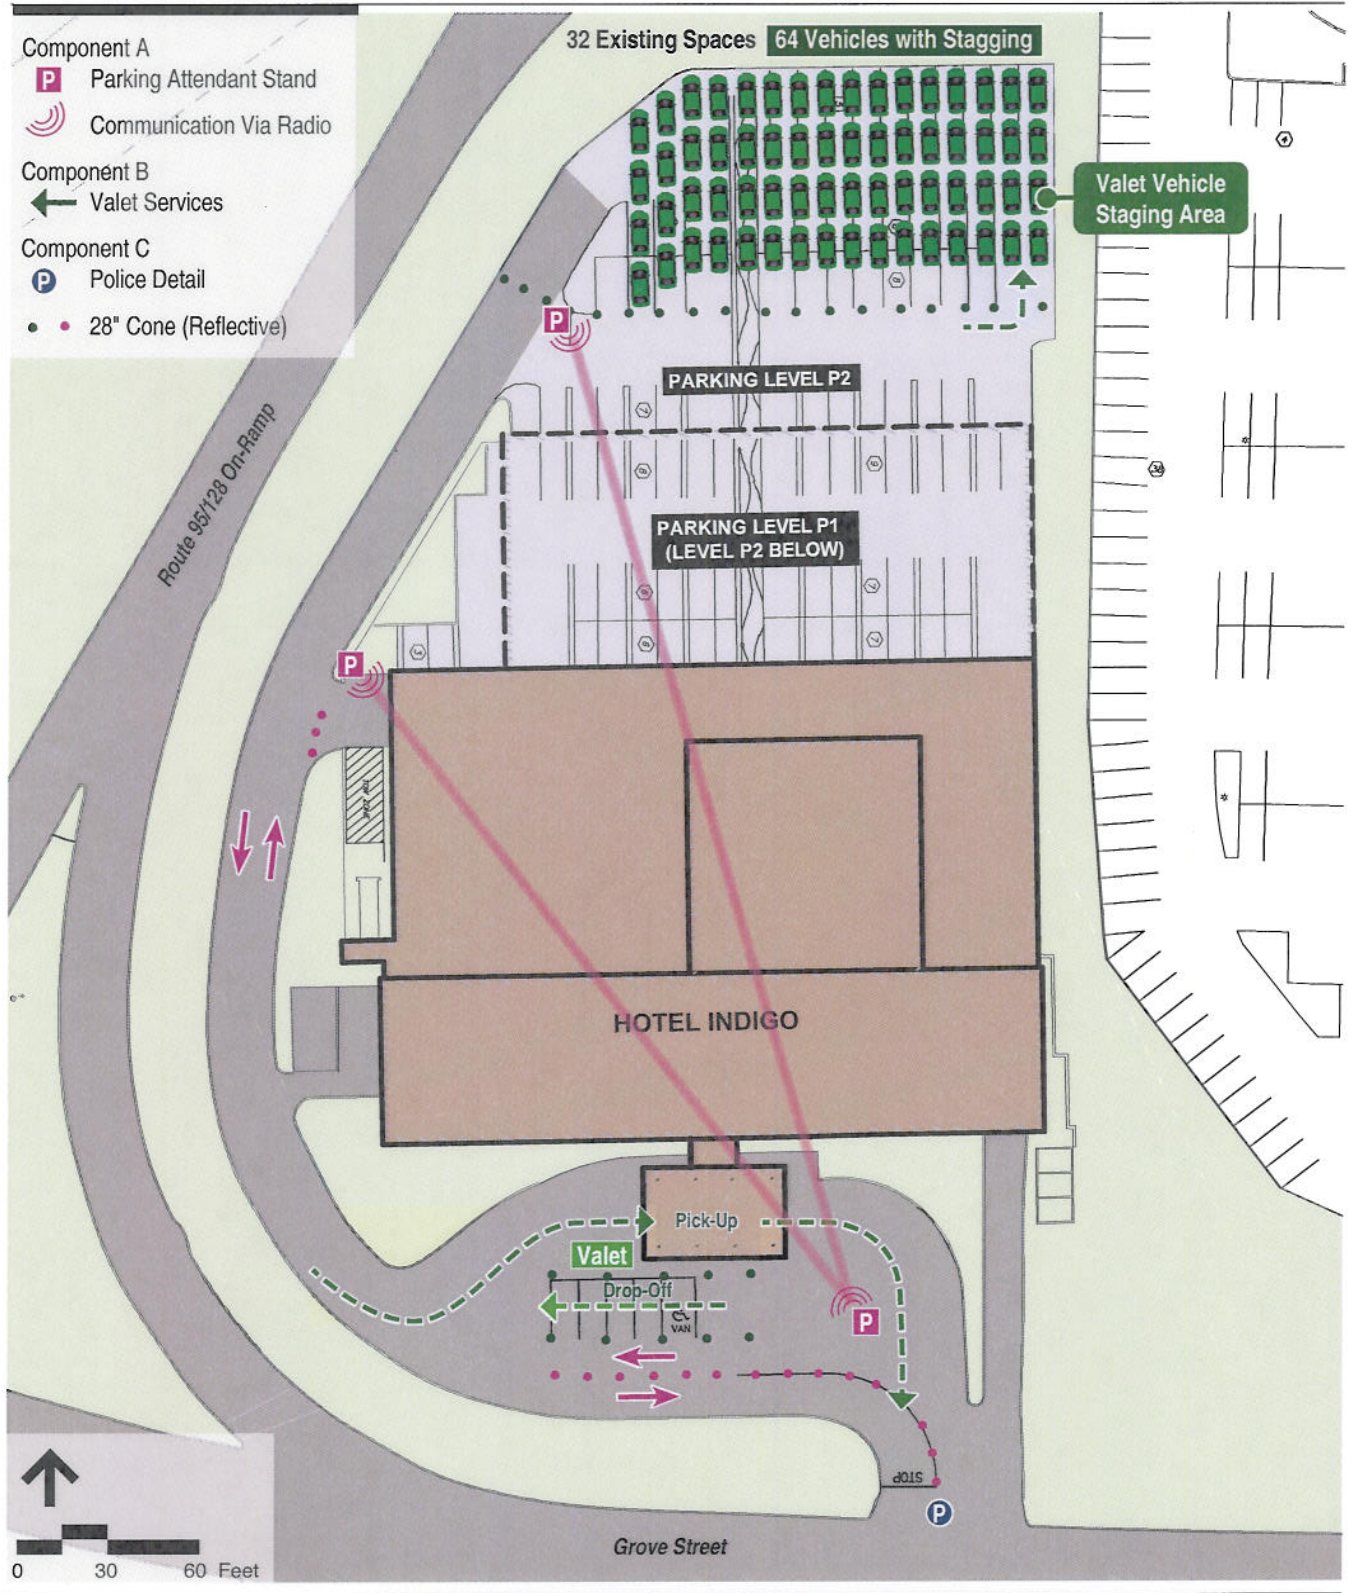 Component A
P Parking Attendant Stand
Communication Via Radio
Component B
Valet Services
Component C
P Police Detail
28" Cone (Reflective)
32 Existing Spaces 64 Vehicles with Stagging
Valet Vehicle
Staging Area
P
PARKING LEVEL P2
Route 95/128 On-Ramp
PARKING LEVEL P1
(LEVEL P2 BELOW)
P
TOW ZONE
HOTEL INDIGO
Pick-Up
Valet
Drop-Off
VAN
P
STOP
P
Grove Street
0 30 60 Feet